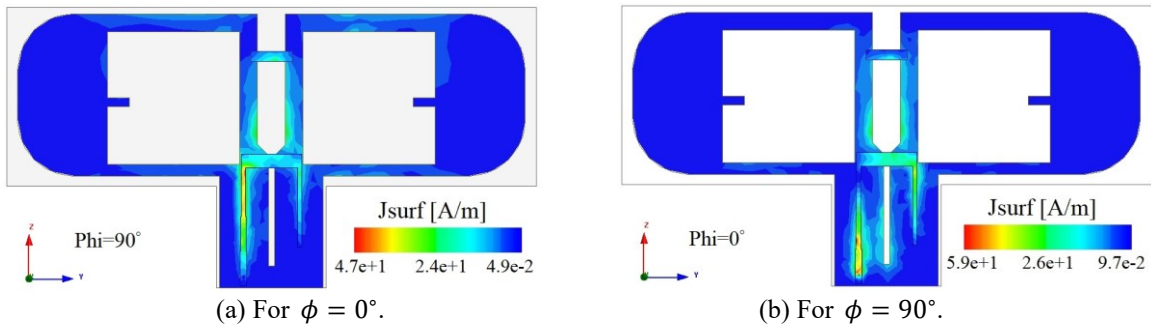 Z
Y
Phi=90°
Jsurf [A/m]
4.7e+1 2.4e+1 4.9e-2
(a) For ϕ = 0°.
Z
Y
Phi=0°
Jsurf [A/m]
5.9e+1 2.6e+1 9.7e-2
(b) For ϕ = 90°.